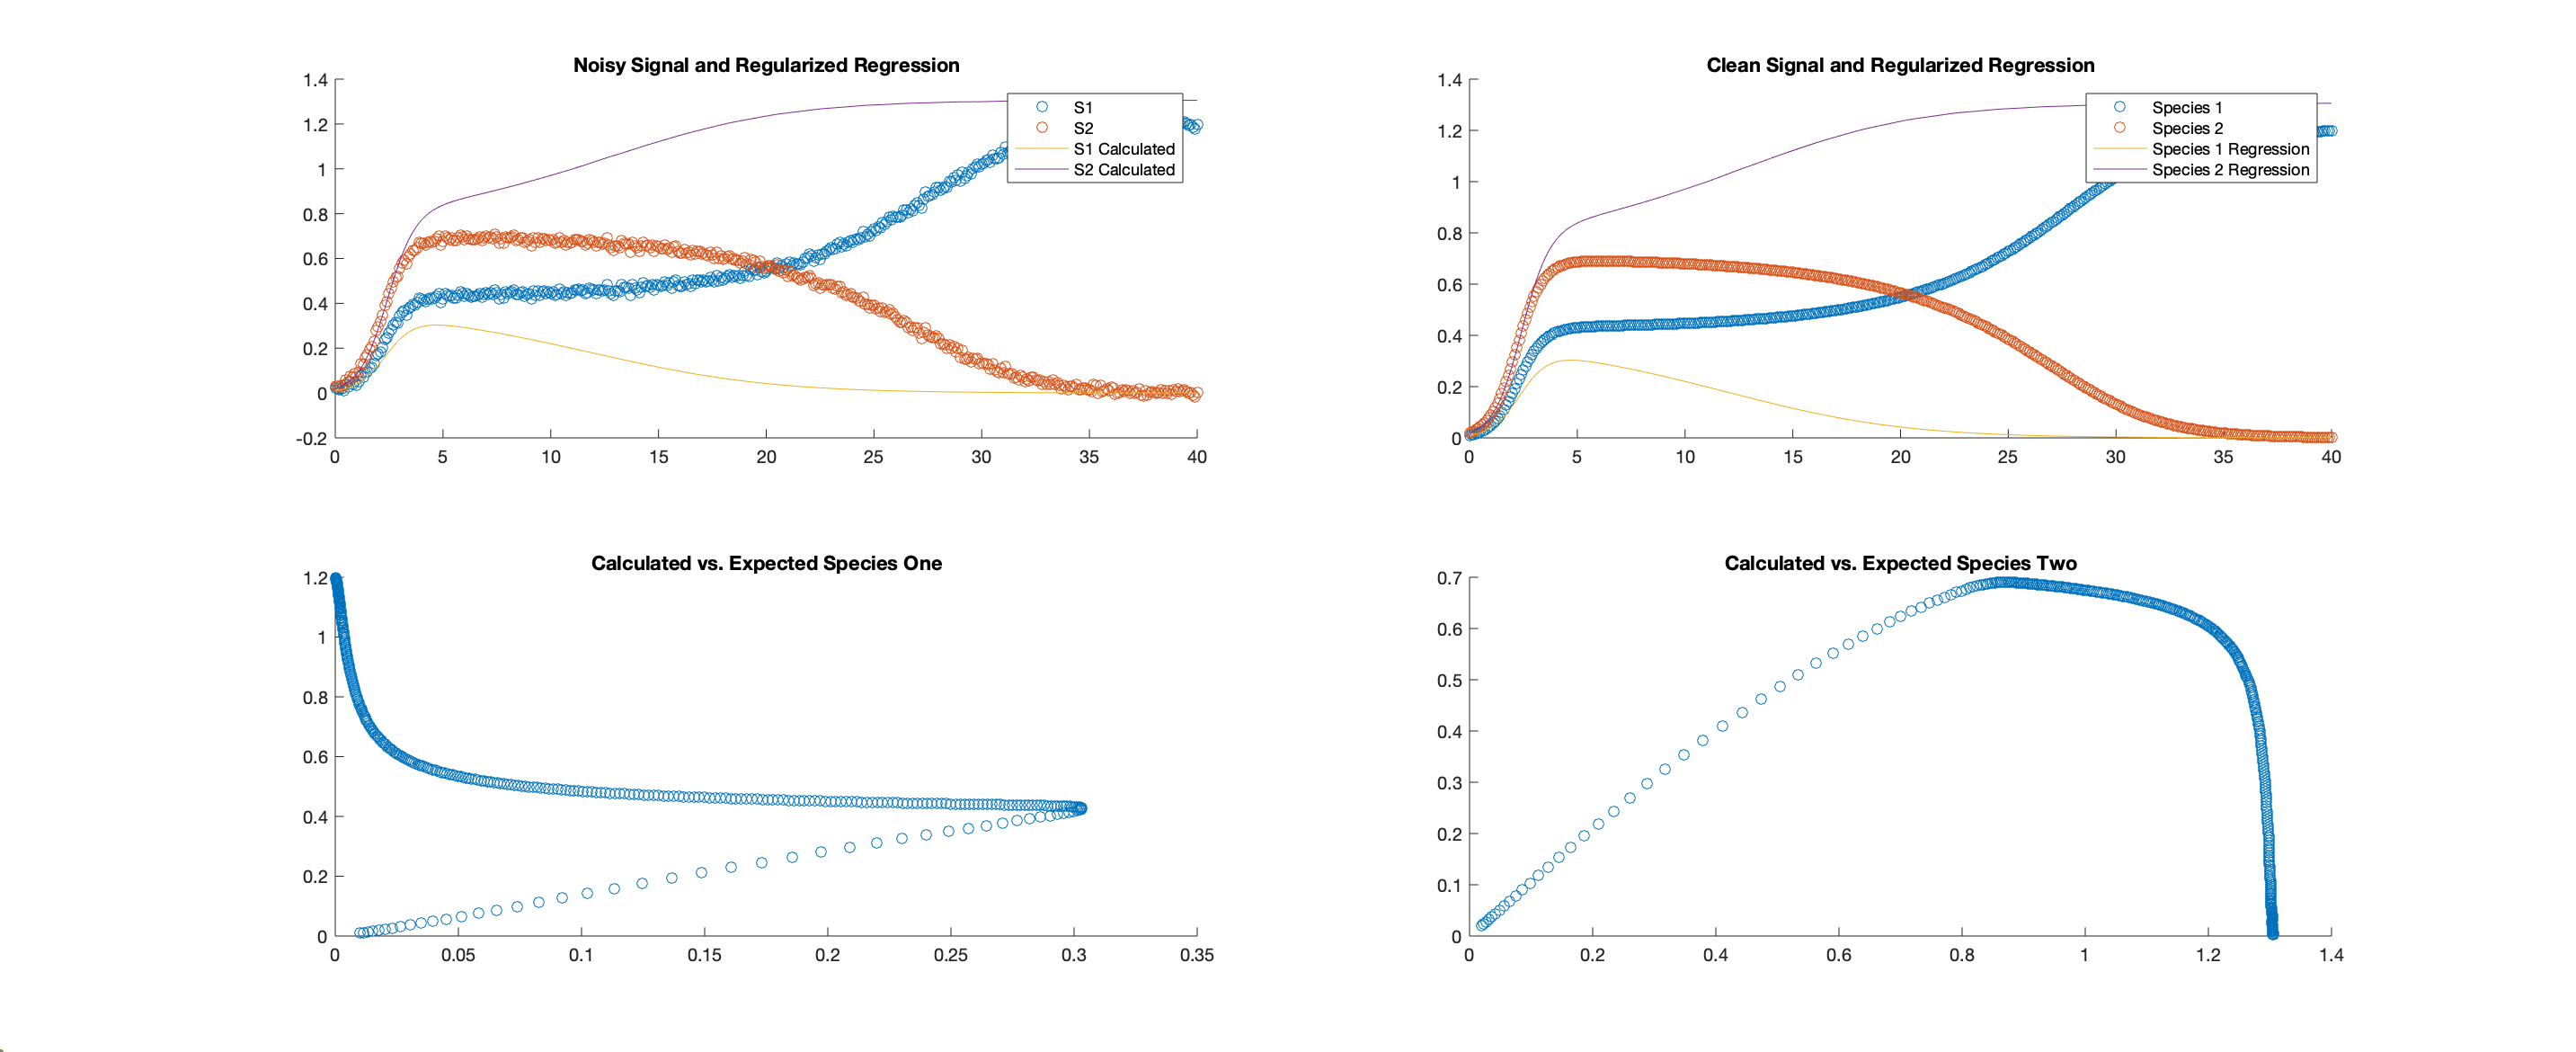 Noisy Signal and Regularized Regression
1.4
1.2
1
0.8
0.6
0.4
0.2
0
-0.2
0 5 10 15 20 25 30 35 40
S1
S2
S1 Calculated
S2 Calculated
Clean Signal and Regularized Regression
1.4
1.2
1
0.8
0.6
0.4
0.2
0
0 5 10 15 20 25 30 35 40
Species 1
Species 2
Species 1 Regression
Species 2 Regression
Calculated vs. Expected Species One
1.2
1
0.8
0.6
0.4
0.2
0
0 0.05 0.1 0.15 0.2 0.25 0.3 0.35
Calculated vs. Expected Species Two
0.7
0.6
0.5
0.4
0.3
0.2
0.1
0
0 0.2 0.4 0.6 0.8 1 1.2 1.4